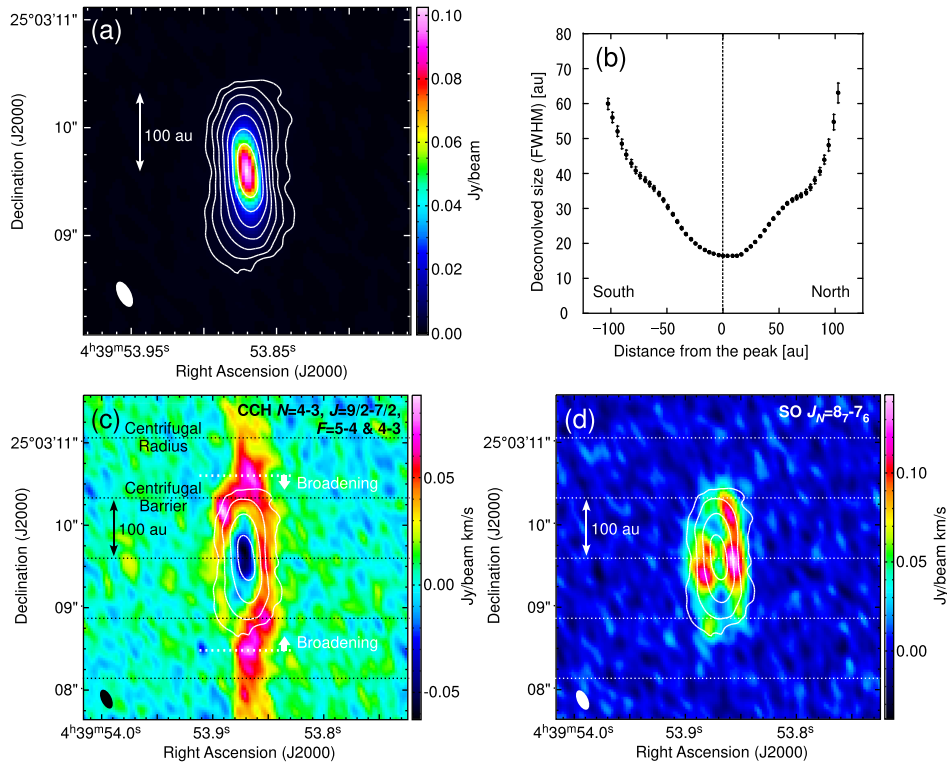 (a)
25°03′11″
10″
09″
Declination (J2000)
100 au
4ʰ39ᵐ53.95ˢ
53.85ˢ
Right Ascension (J2000)
0.10
0.08
0.06
0.04
0.02
0.00
Jy/beam
(b)
80
70
60
50
40
30
20
10
0
Deconvolved size (FWHM) [au]
South
North
−100
−50
0
50
100
Distance from the peak [au]
(c)
CCH N=4-3, J=9/2-7/2,
F=5-4 & 4-3
25°03′11″
10″
09″
08″
Declination (J2000)
Centrifugal
Radius
Broadening
Centrifugal
Barrier
100 au
Broadening
4ʰ39ᵐ54.0ˢ
53.9ˢ
53.8ˢ
Right Ascension (J2000)
0.05
0.00
-0.05
Jy/beam km/s
(d)
SO J_N=8₇-7₆
25°03′11″
10″
09″
08″
Declination (J2000)
100 au
4ʰ39ᵐ54.0ˢ
53.9ˢ
53.8ˢ
Right Ascension (J2000)
0.10
0.05
0.00
Jy/beam km/s